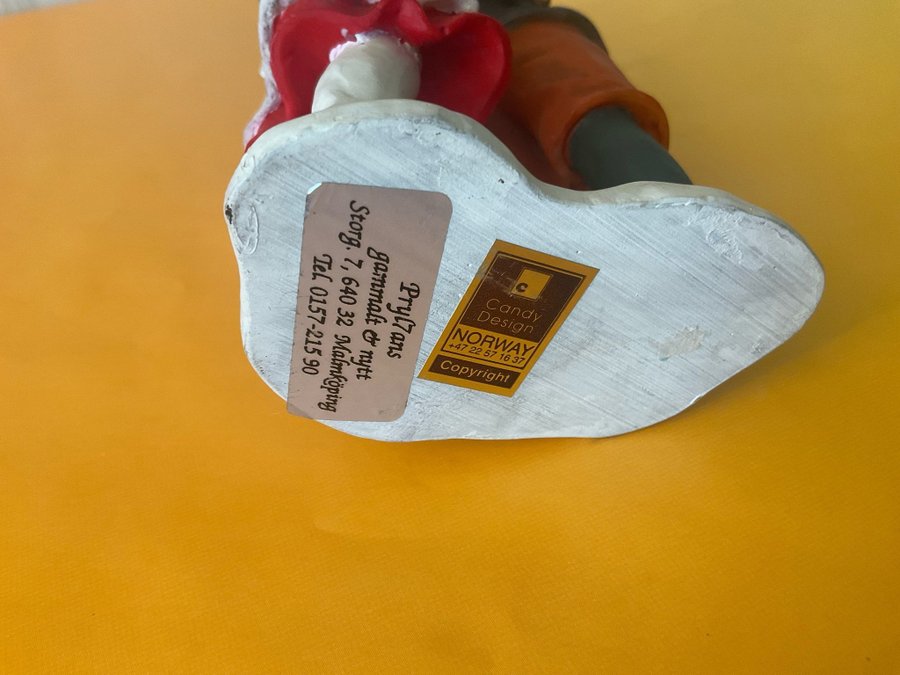 Prylians
gammalt & nytt
Storg. 7, 640 32 Malmköping
Tel. 0157-215 90
C
Candy
Design
NORWAY
+47 22 57 16 37
Copyright